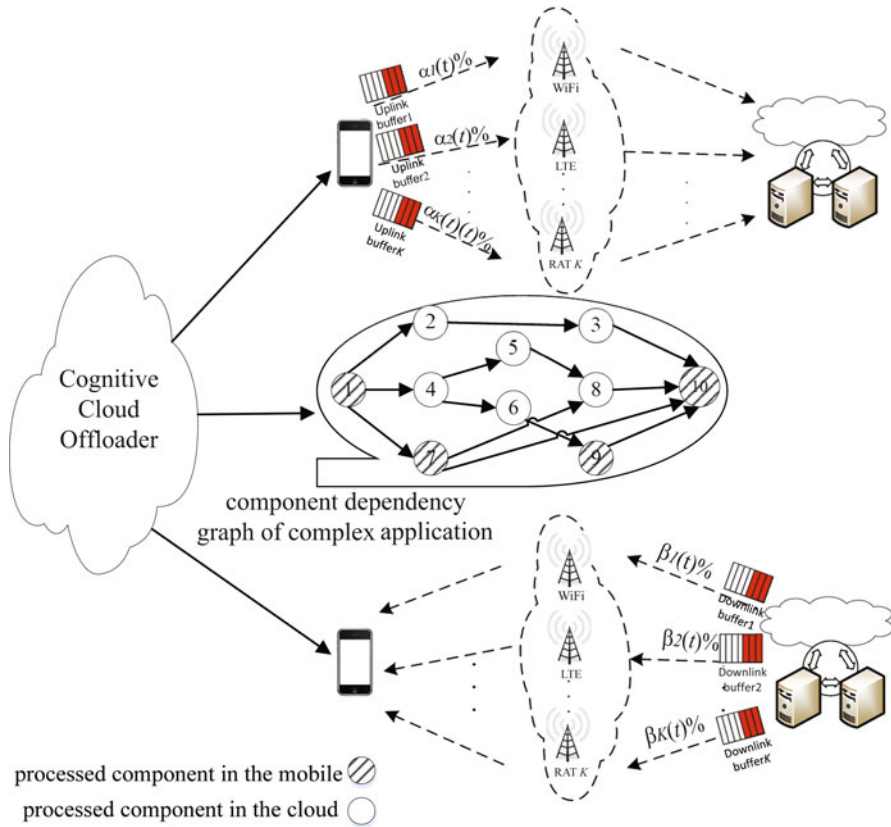 α1(t)%
Uplink
buffer1
WiFi
α2(t)%
Uplink
buffer2
LTE
αK(t)(t)%
Uplink
bufferK
RAT K
Cognitive
Cloud
Offloader
1
2
3
4
5
6
7
8
9
10
component dependency
graph of complex application
WiFi
β1(t)%
Downlink
buffer1
LTE
β2(t)%
Downlink
buffer2
RAT K
βK(t)%
Downlink
bufferK
processed component in the mobile
processed component in the cloud